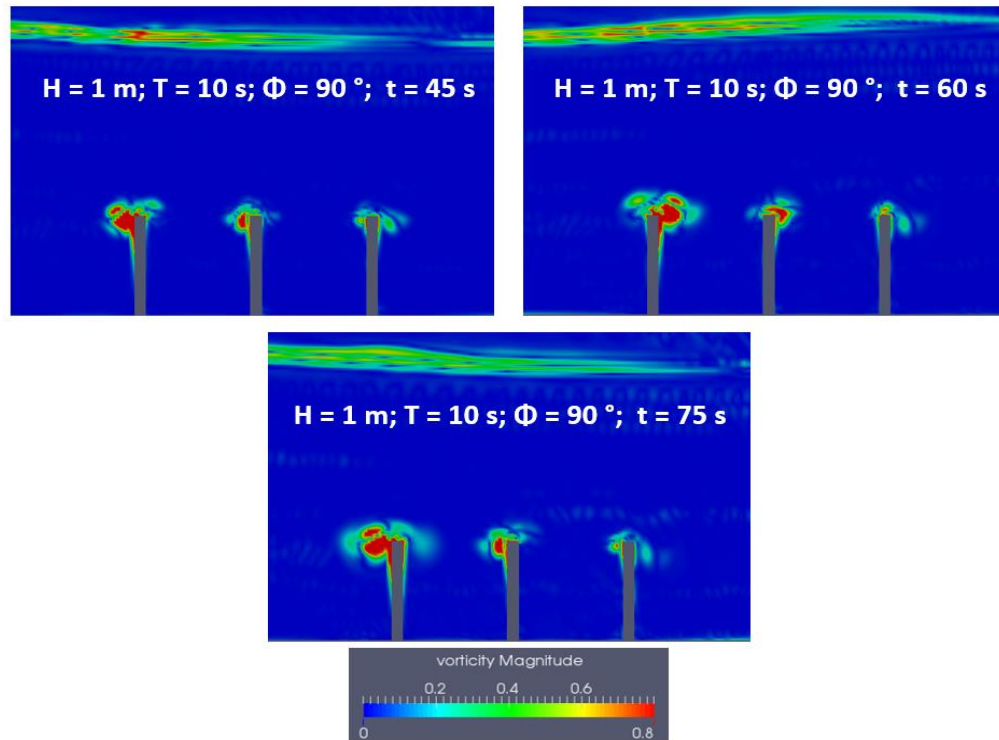 H = 1 m; T = 10 s; Φ = 90 °;  t = 45 s
H = 1 m; T = 10 s; Φ = 90 °;  t = 60 s
H = 1 m; T = 10 s; Φ = 90 °;  t = 75 s
vorticity Magnitude
0.2 0.4 0.6
0 0.8